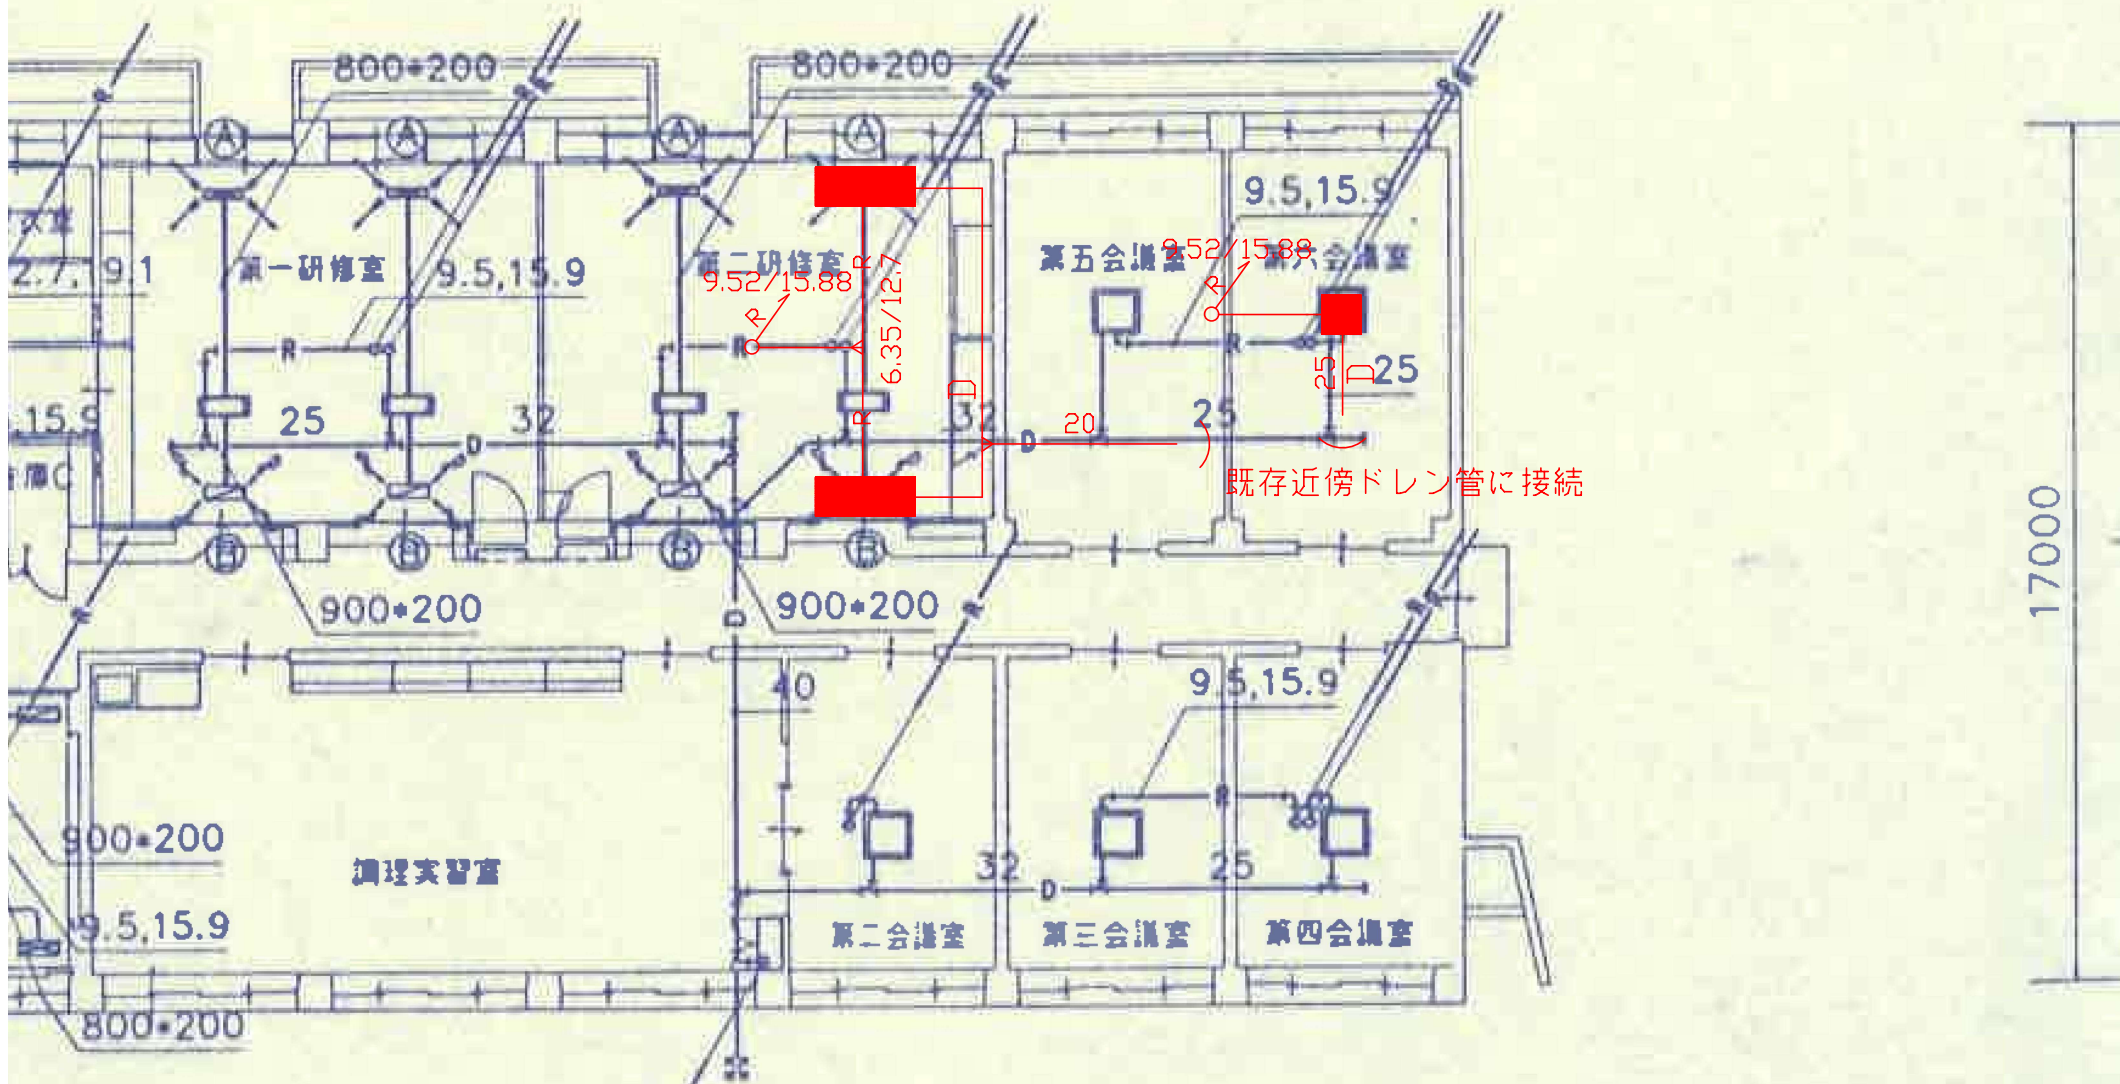 800*200
800*200
R
R
R
R
R
R
R
A
A
A
A
9.5,15.9
第一研修室
9.5,15.9
第二研修室
9.52/15.88
R
6.35/12.7
R
R
第五会議室
9.52/15.88
R
第六会議室
9.1
R
R
R
25
D
25
,15.9
25
32
32
20
25
D
D
D
既存近傍ドレン管に接続
17000
B
B
B
B
900*200
900*200
R
D
R
R
R
40
9.5,15.9
R
900*200
調理実習室
32
25
D
9.5,15.9
第二会議室
第三会議室
第四会議室
800*200